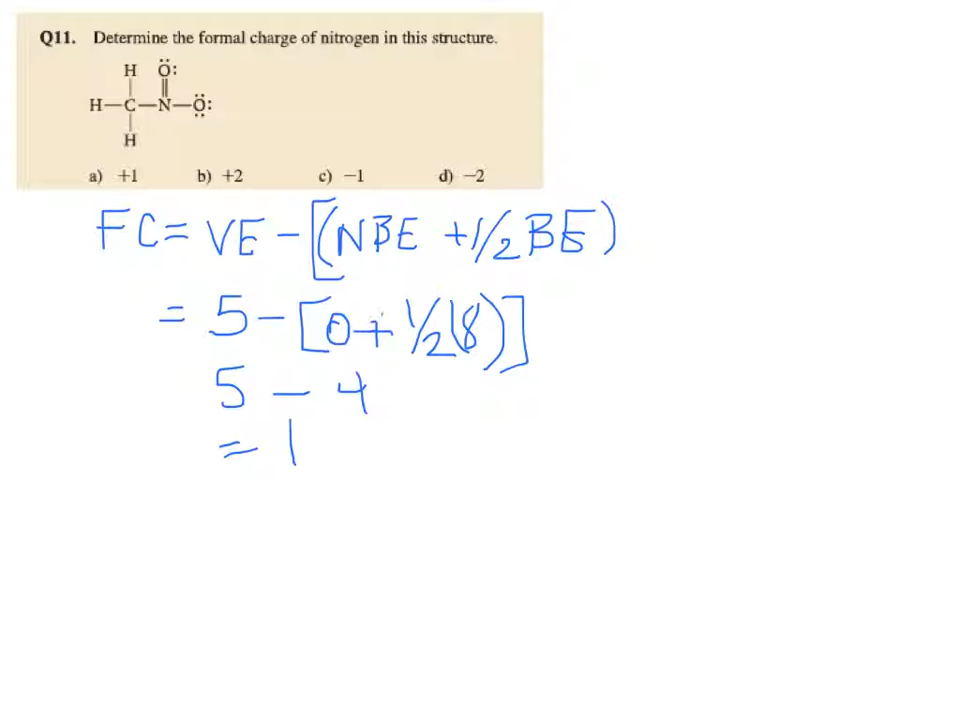 Q11. Determine the formal charge of nitrogen in this structure.
H Ö:
H—C—N—Ö:
H
a) +1 b) +2 c) −1 d) −2
FC = VE − [(NBE + 1/2 BE)
= 5 − [0 + 1/2(8)]
5 − 4
= 1